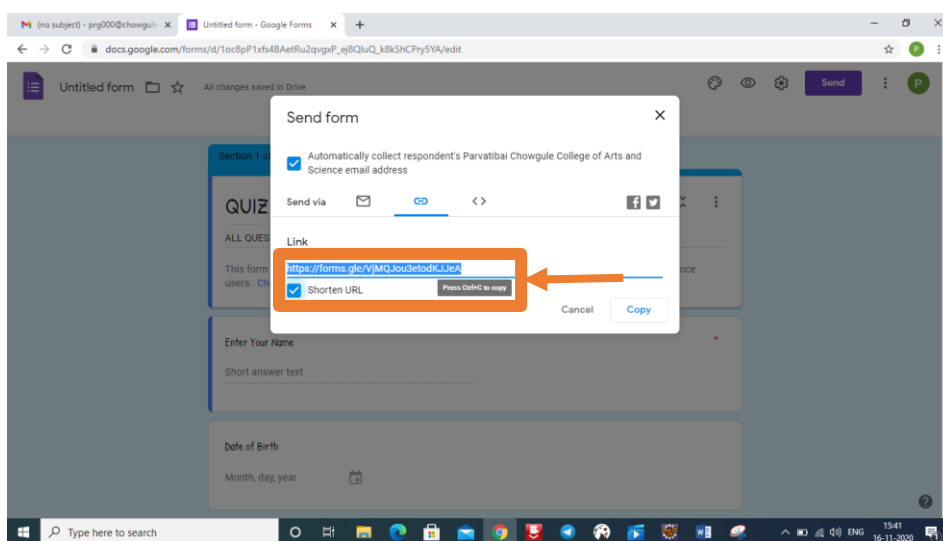 (no subject) - prg000@chowgule
Untitled form - Google Forms
docs.google.com/forms/d/1oc8pP1xfs48AetRu2qvgxP_ej8QIuQ_k8kShCPry5YA/edit
P
Untitled form
All changes saved in Drive
Send
P
Send form
Automatically collect respondent's Parvatibai Chowgule College of Arts and
Science email address
Section 1 of
Send via
QUIZ
ALL QUES
Link
This form
nce
https://forms.gle/VjMQJou3etodKJJeA
users. Ch
Shorten URL
Press Ctrl+C to copy
Cancel
Copy
Enter Your Name
*
Short answer text
Date of Birth
Month, day, year
Type here to search
ENG
15:41
16-11-2020